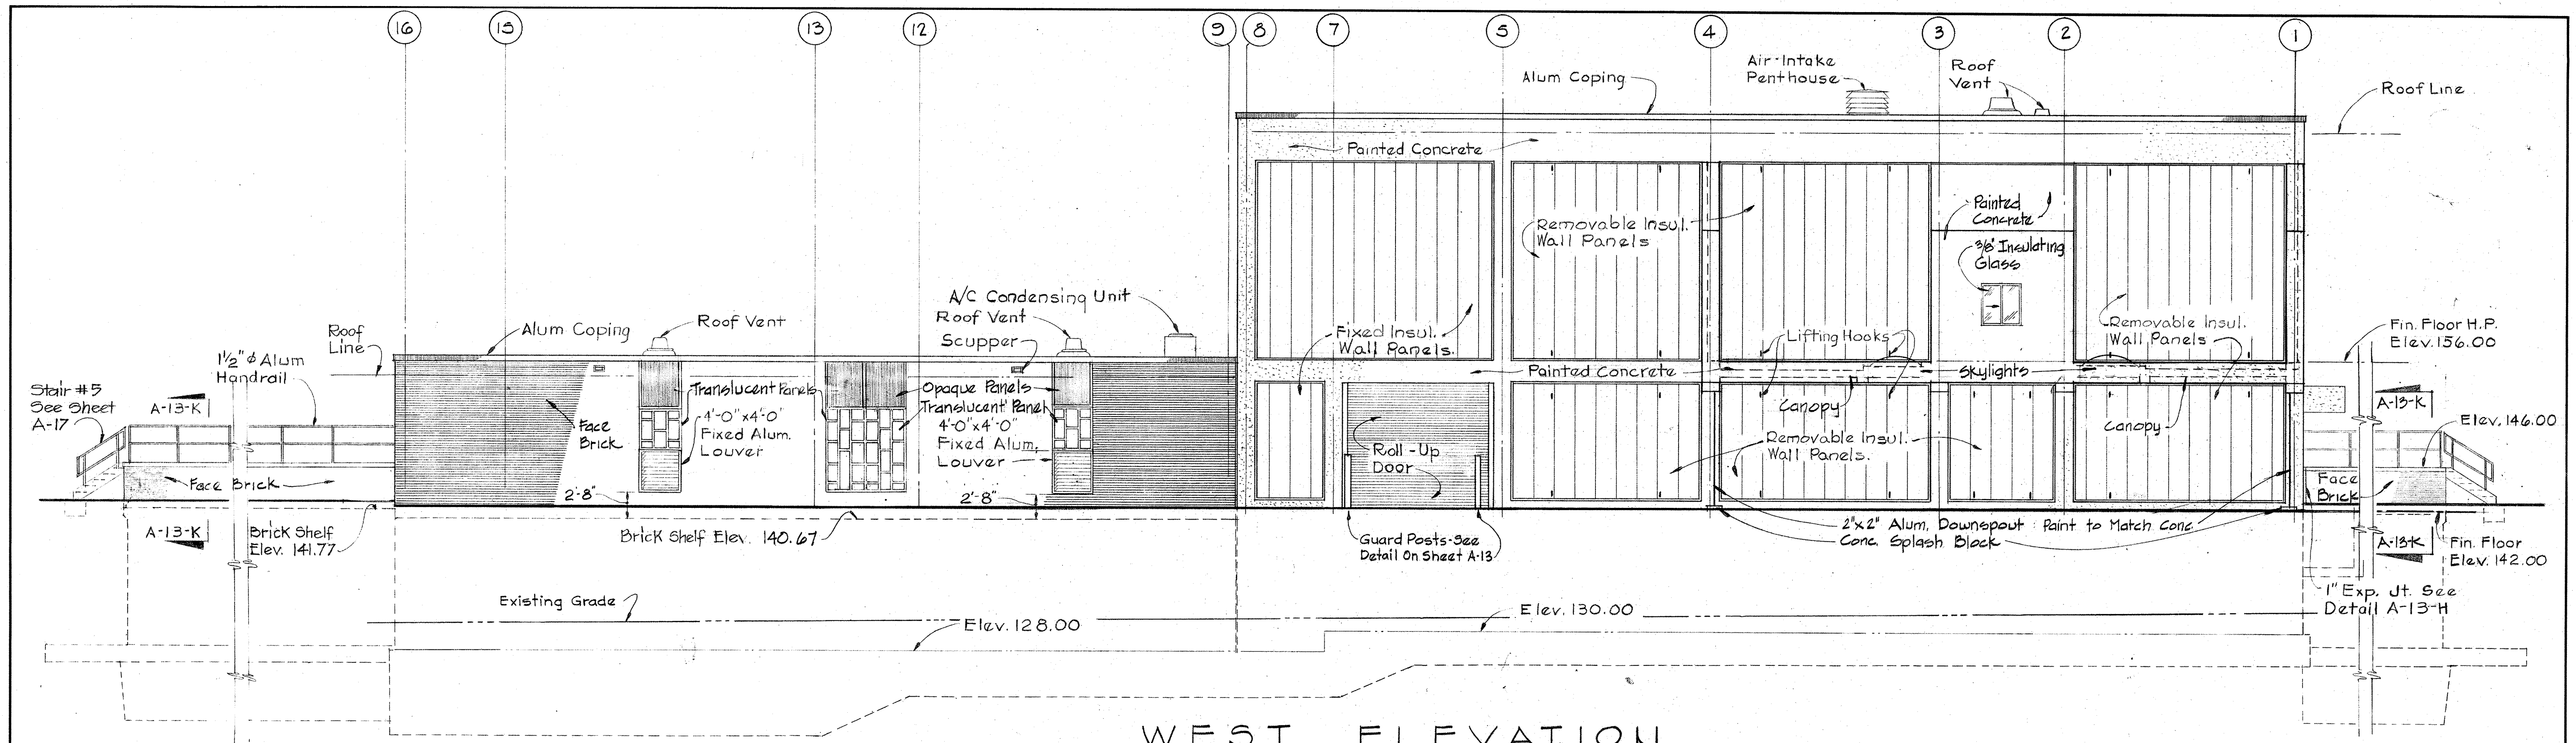 16
15
13
12
9
8
7
5
4
3
2
1
Alum Coping
Air-Intake
Penthouse
Roof
Vent
Roof Line
Painted Concrete
Removable Insul.
Wall Panels
Painted
Concrete
3/8" Insulating
Glass
A/C Condensing Unit
Roof Vent
Scupper
Roof Vent
Alum Coping
Roof
Line
1½" ø Alum
Handrail
Stair #5
See Sheet
A-17
A-13-K
Fixed Insul.
Wall Panels.
Lifting Hooks
Removable Insul.
Wall Panels
Fin. Floor H.P.
Elev. 156.00
Translucent Panels
Opaque Panels
Translucent Panel
4'-0"x4'-0"
Fixed Alum.
Louver
4'-0"x4'-0"
Fixed Alum.
Louver
Face
Brick
Painted Concrete
Skylights
Canopy
Canopy
A-13-K
Elev. 146.00
Roll-Up
Door
Removable Insul.
Wall Panels.
Face Brick
2'-8"
2'-8"
Face
Brick
A-13-K
Brick Shelf
Elev. 141.77
Brick Shelf Elev. 140.67
Guard Posts-See
Detail On Sheet A-13
2"x2" Alum. Downspout : Paint to Match Conc.
Conc. Splash Block
A-13-K
Fin. Floor
Elev. 142.00
1" Exp. Jt. See
Detail A-13-H
Existing Grade
Elev. 128.00
Elev. 130.00
WEST ELEVATION